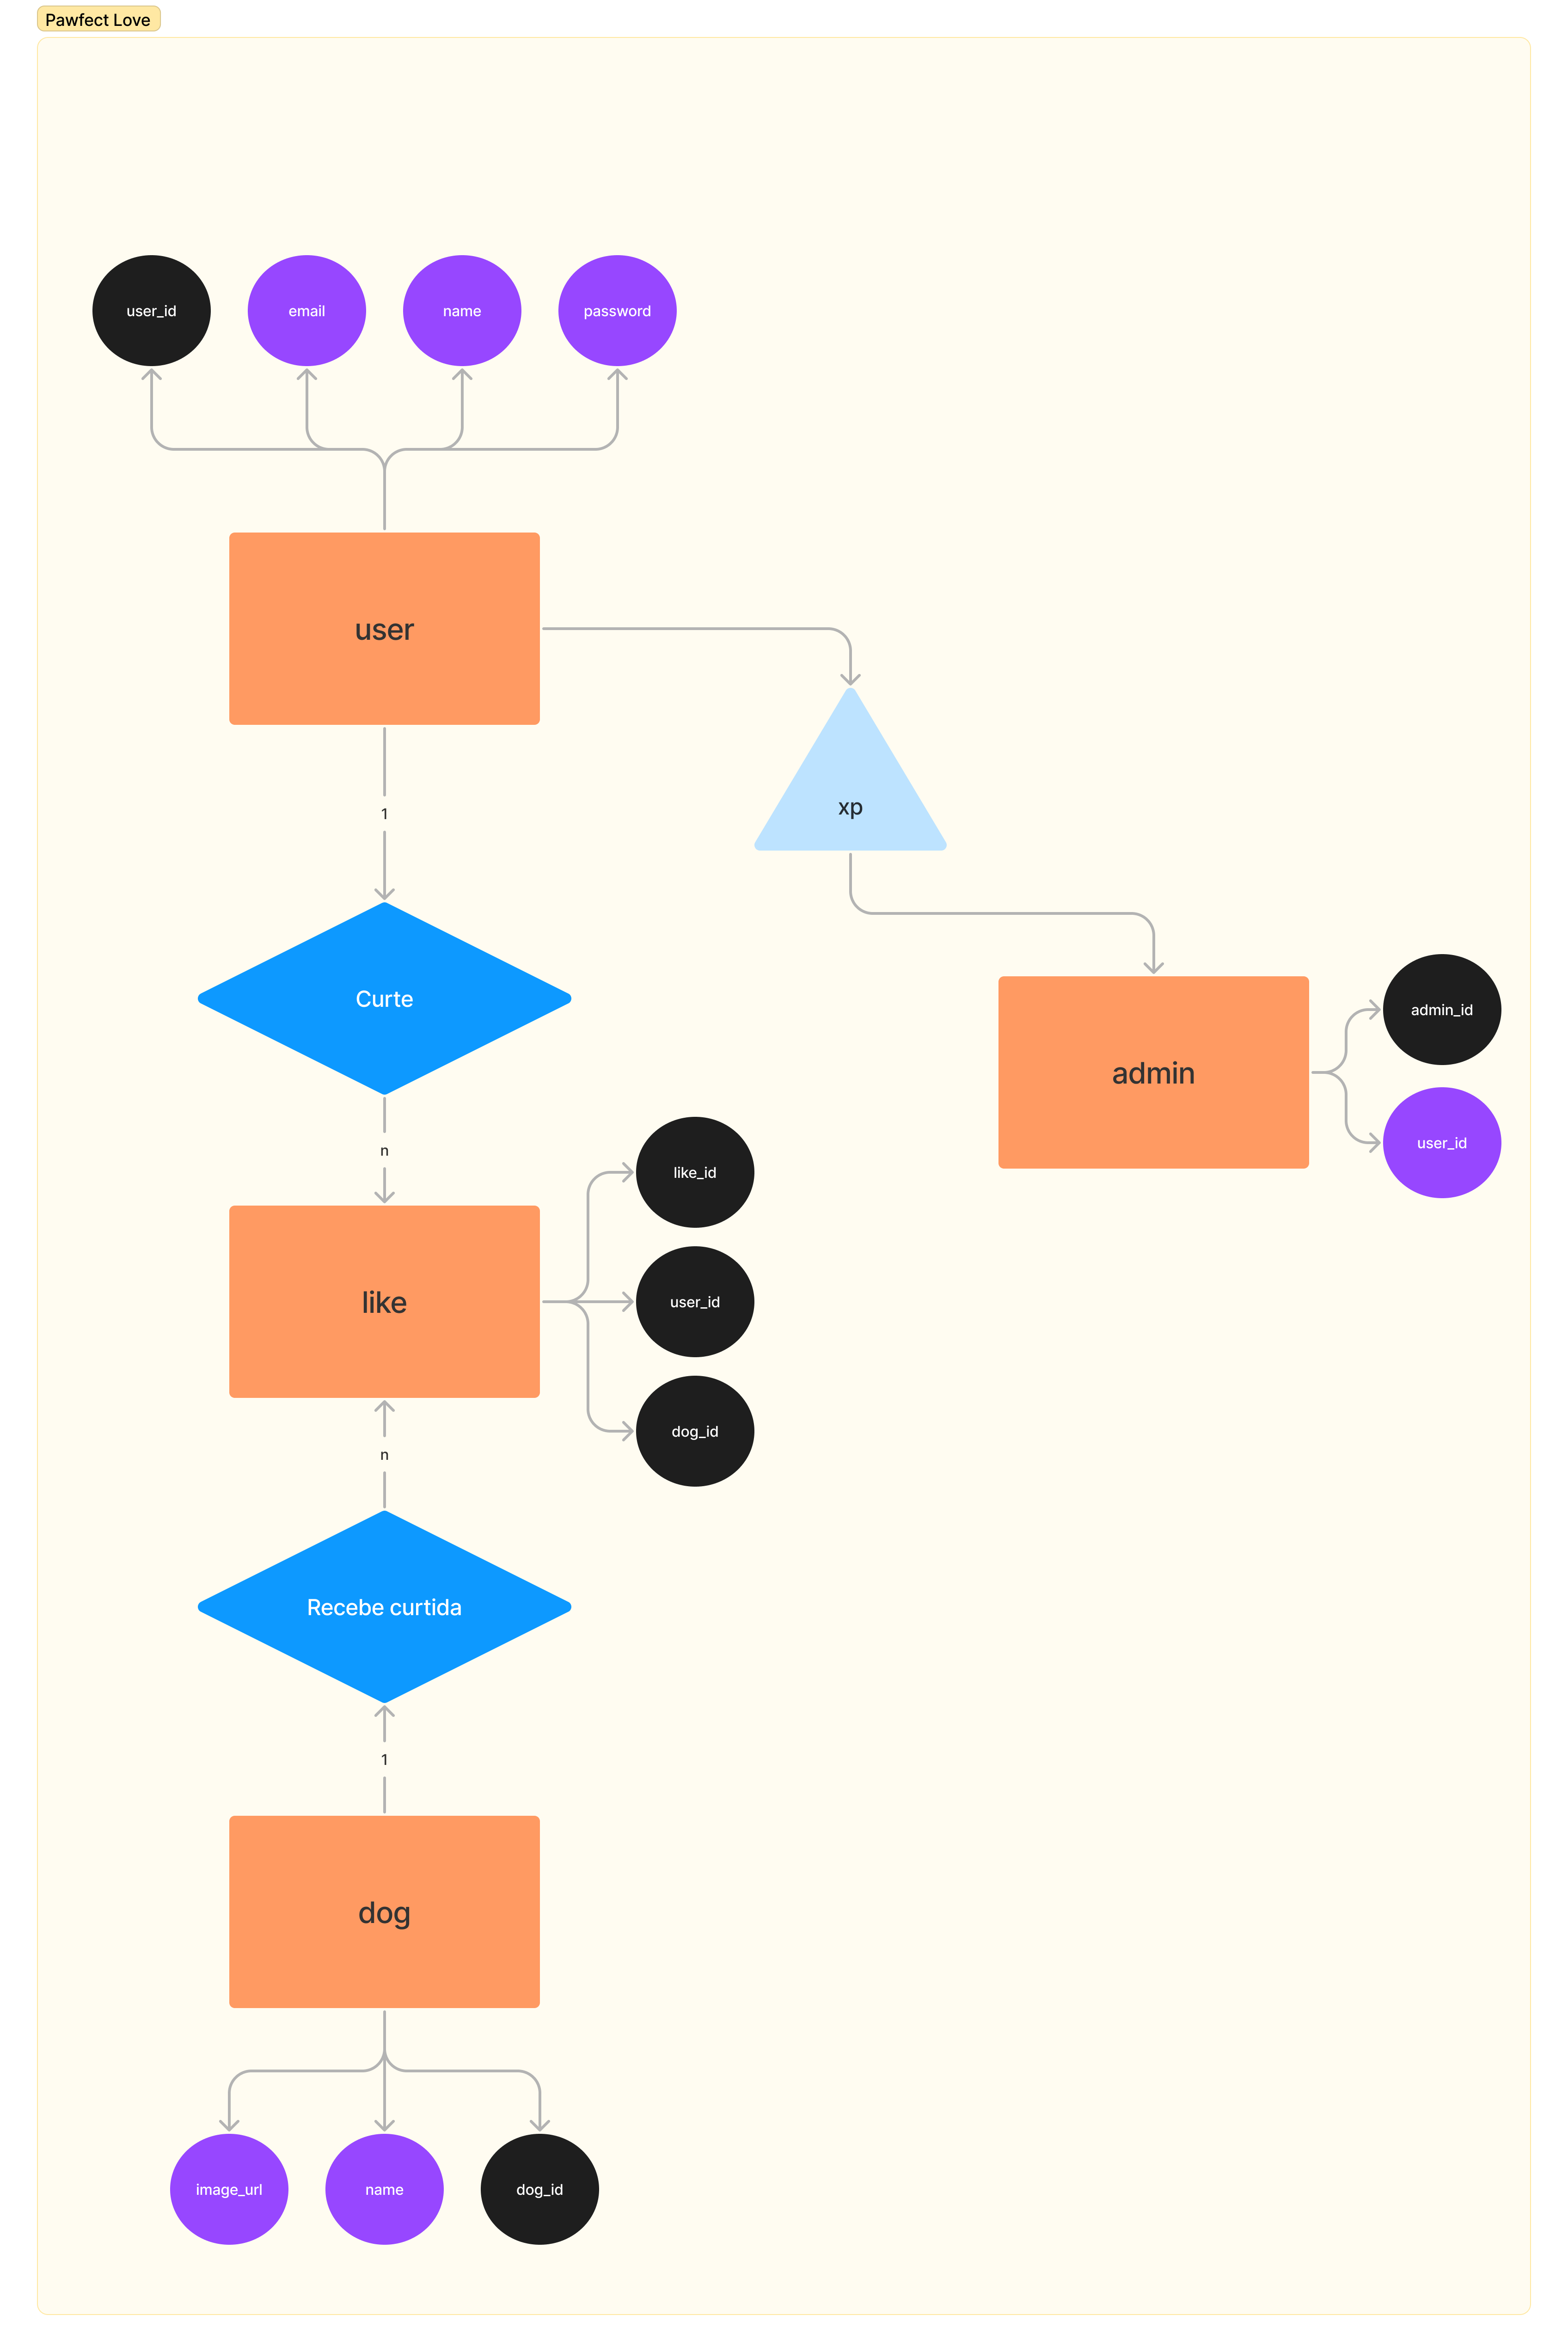 Pawfect Love
user_id
email
name
password
user
xp
1
Curte
admin
admin_id
user_id
n
like
like_id
user_id
dog_id
n
Recebe curtida
1
dog
image_url
name
dog_id